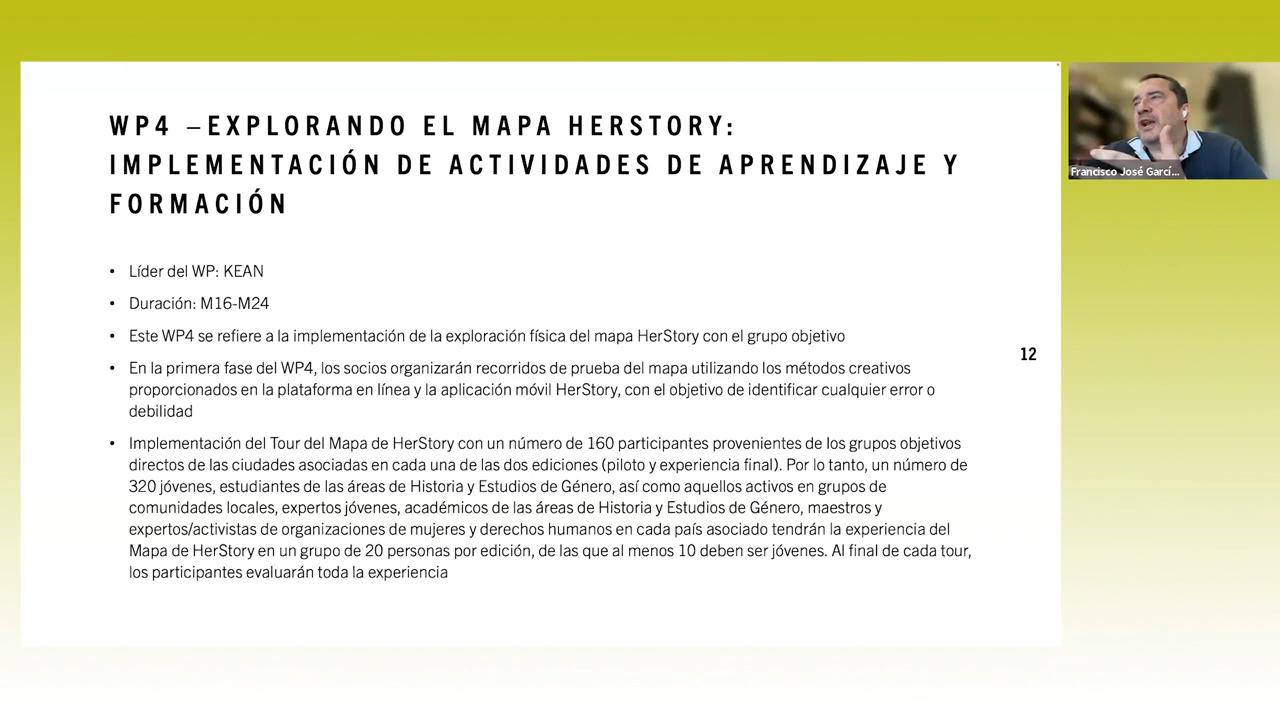 WP4 –EXPLORANDO EL MAPA HERSTORY:
IMPLEMENTACIÓN DE ACTIVIDADES DE APRENDIZAJE Y
FORMACIÓN
• Líder del WP: KEAN
• Duración: M16-M24
• Este WP4 se refiere a la implementación de la exploración física del mapa HerStory con el grupo objetivo
• En la primera fase del WP4, los socios organizarán recorridos de prueba del mapa utilizando los métodos creativos
proporcionados en la plataforma en línea y la aplicación móvil HerStory, con el objetivo de identificar cualquier error o
debilidad
• Implementación del Tour del Mapa de HerStory con un número de 160 participantes provenientes de los grupos objetivos
directos de las ciudades asociadas en cada una de las dos ediciones (piloto y experiencia final). Por lo tanto, un número de
320 jóvenes, estudiantes de las áreas de Historia y Estudios de Género, así como aquellos activos en grupos de
comunidades locales, expertos jóvenes, académicos de las áreas de Historia y Estudios de Género, maestros y
expertos/activistas de organizaciones de mujeres y derechos humanos en cada país asociado tendrán la experiencia del
Mapa de HerStory en un grupo de 20 personas por edición, de las que al menos 10 deben ser jóvenes. Al final de cada tour,
los participantes evaluarán toda la experiencia
12
Francisco José Garcí...